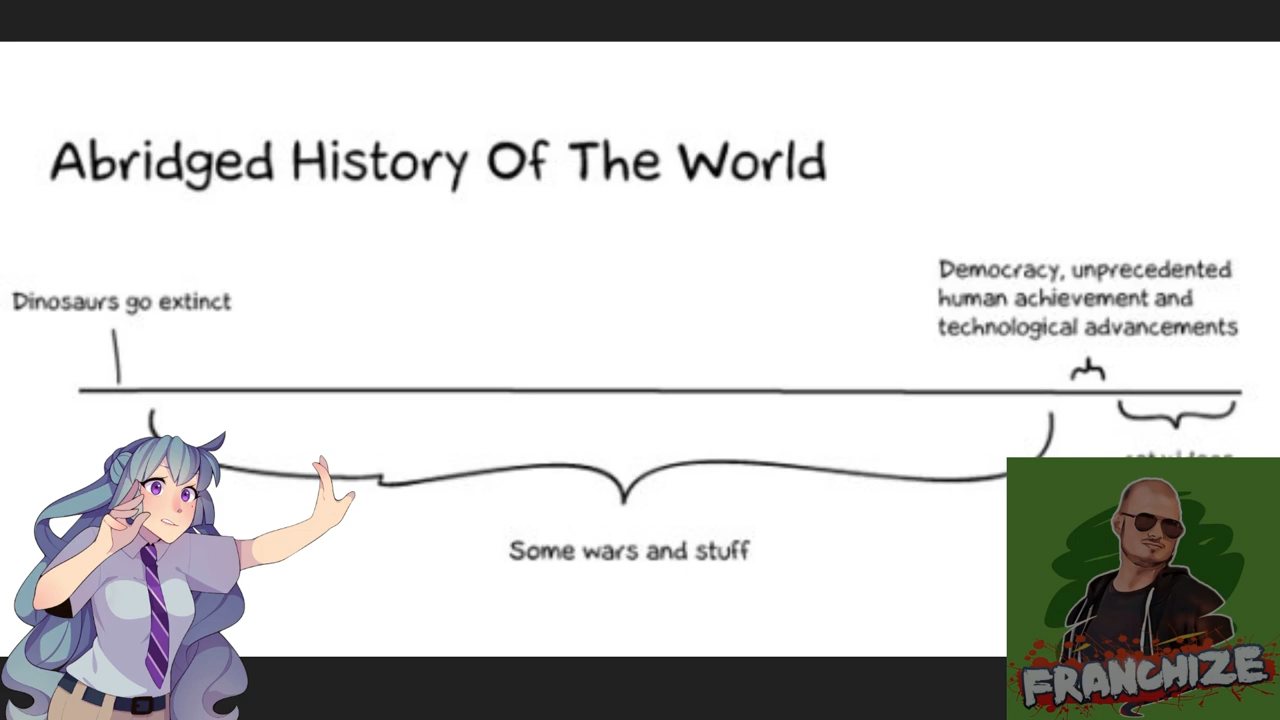 Abridged History Of The World
Dinosaurs go extinct
Democracy, unprecedented
human achievement and
technological advancements
Some wars and stuff
FRANCHIZE